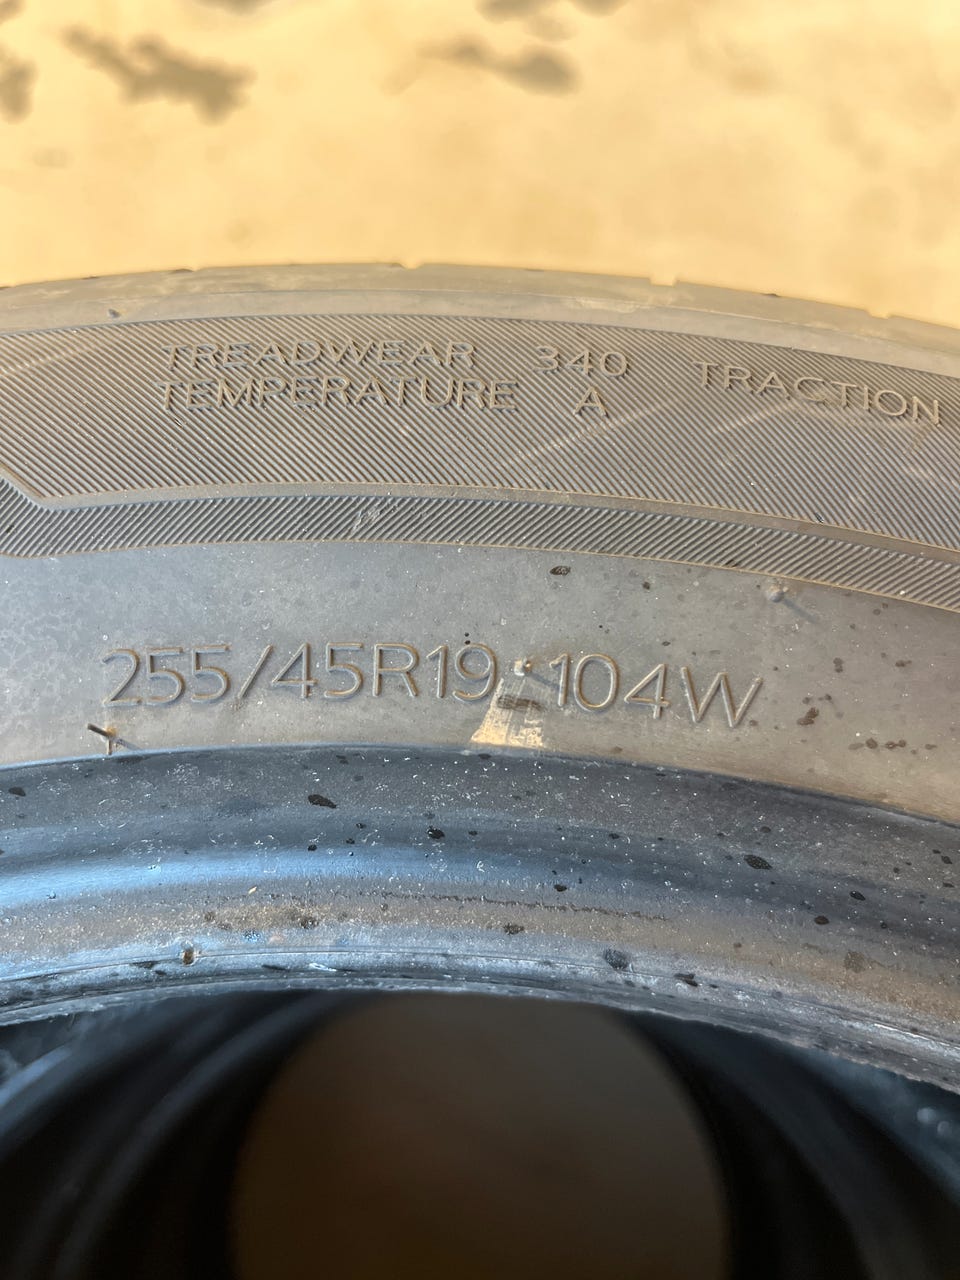 TREADWEAR 340 TRACTION
TEMPERATURE A
255/45R19 104W